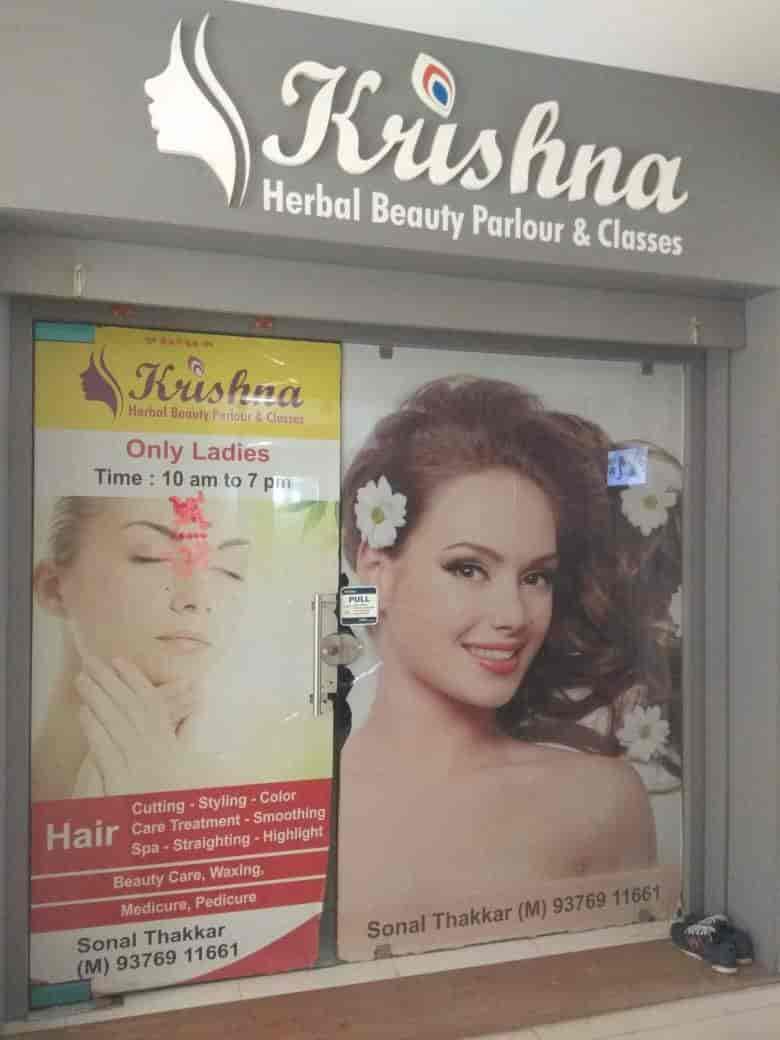 Krishna
Herbal Beauty Parlour & Classes
Krishna
Herbal Beauty Parlour & Classes
Only Ladies
Time : 10 am to 7 pm
PULL
Hair
Cutting - Styling - Color
Care Treatment - Smoothing
Spa - Straighting - Highlight
Beauty Care, Waxing,
Medicure, Pedicure
Sonal Thakkar
(M) 93769 11661
Sonal Thakkar (M) 93769 11661